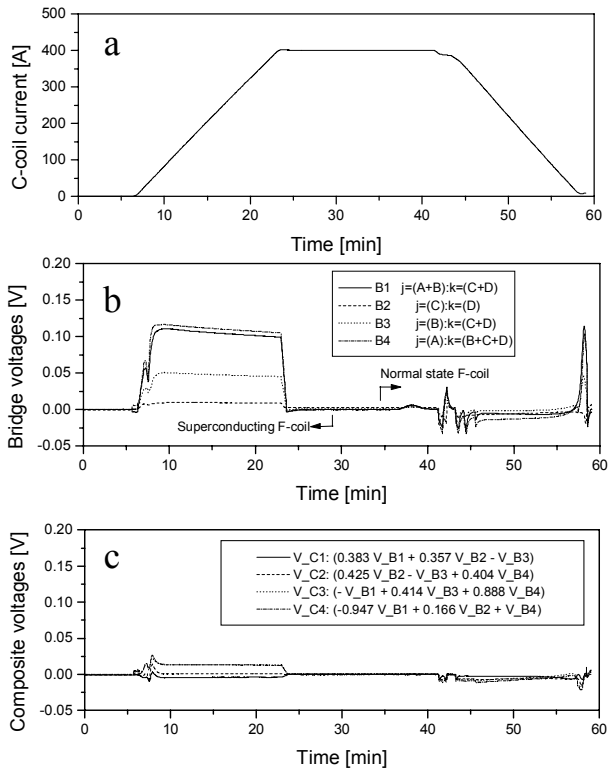 a
500
400
300
200
100
0
C-coil current [A]
0 10 20 30 40 50 60
Time [min]
b
0.20
0.15
0.10
0.05
0.00
-0.05
Bridge voltages [V]
B1 j=(A+B):k=(C+D)
B2 j=(C):k=(D)
B3 j=(B):k=(C+D)
B4 j=(A):k=(B+C+D)
Normal state F-coil
Superconducting F-coil
0 10 20 30 40 50 60
Time [min]
c
0.20
0.15
0.10
0.05
0.00
-0.05
Composite voltages [V]
V_C1: (0.383 V_B1 + 0.357 V_B2 - V_B3)
V_C2: (0.425 V_B2 - V_B3 + 0.404 V_B4)
V_C3: (- V_B1 + 0.414 V_B3 + 0.888 V_B4)
V_C4: (-0.947 V_B1 + 0.166 V_B2 + V_B4)
0 10 20 30 40 50 60
Time [min]